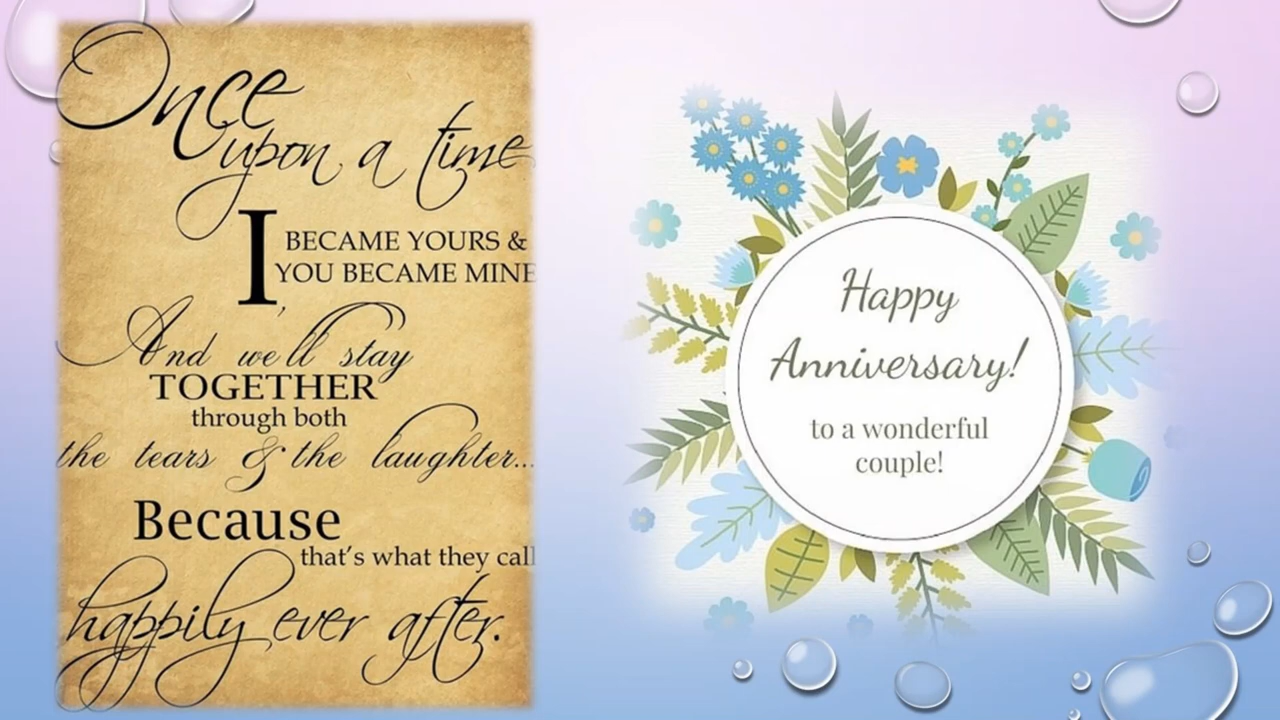 Once
upon a time
I BECAME YOURS &
YOU BECAME MINE
And we'll stay
TOGETHER
through both
the tears & the laughter...
Because
that's what they call
happily ever after.
Happy
Anniversary!
to a wonderful
couple!